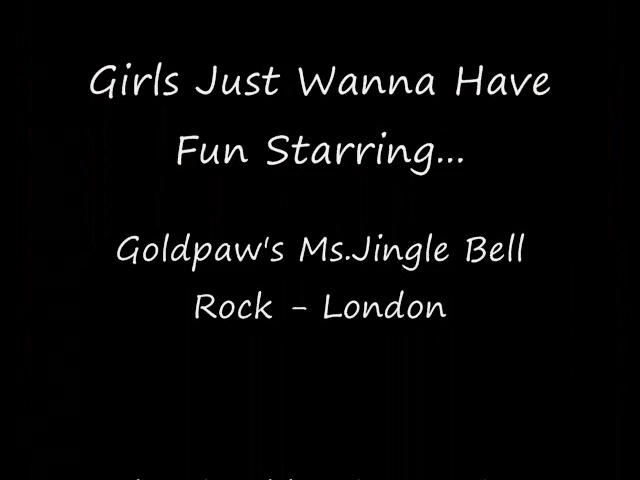 Girls Just Wanna Have
Fun Starring...
Goldpaw's Ms.Jingle Bell
Rock - London